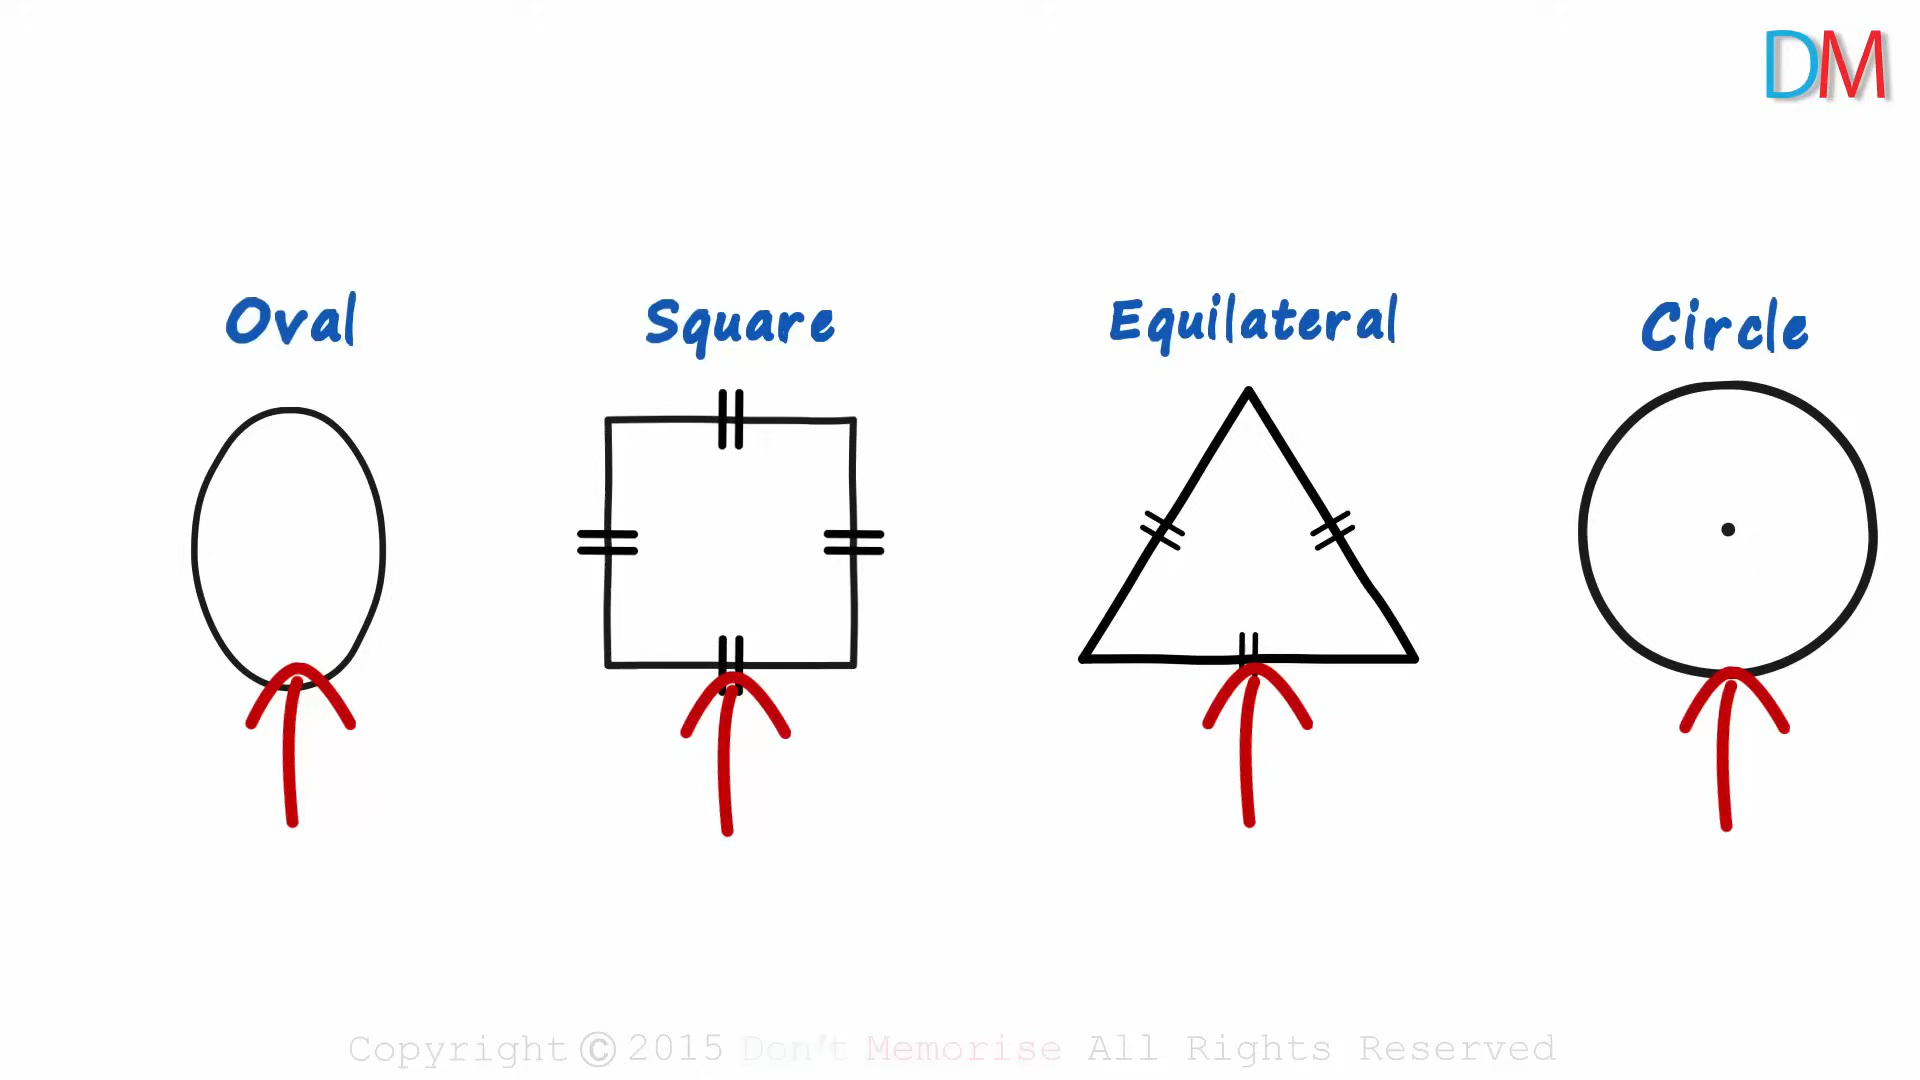 DM
Oval Square Equilateral Circle
Copyright © 2015 Don't Memorise All Rights Reserved